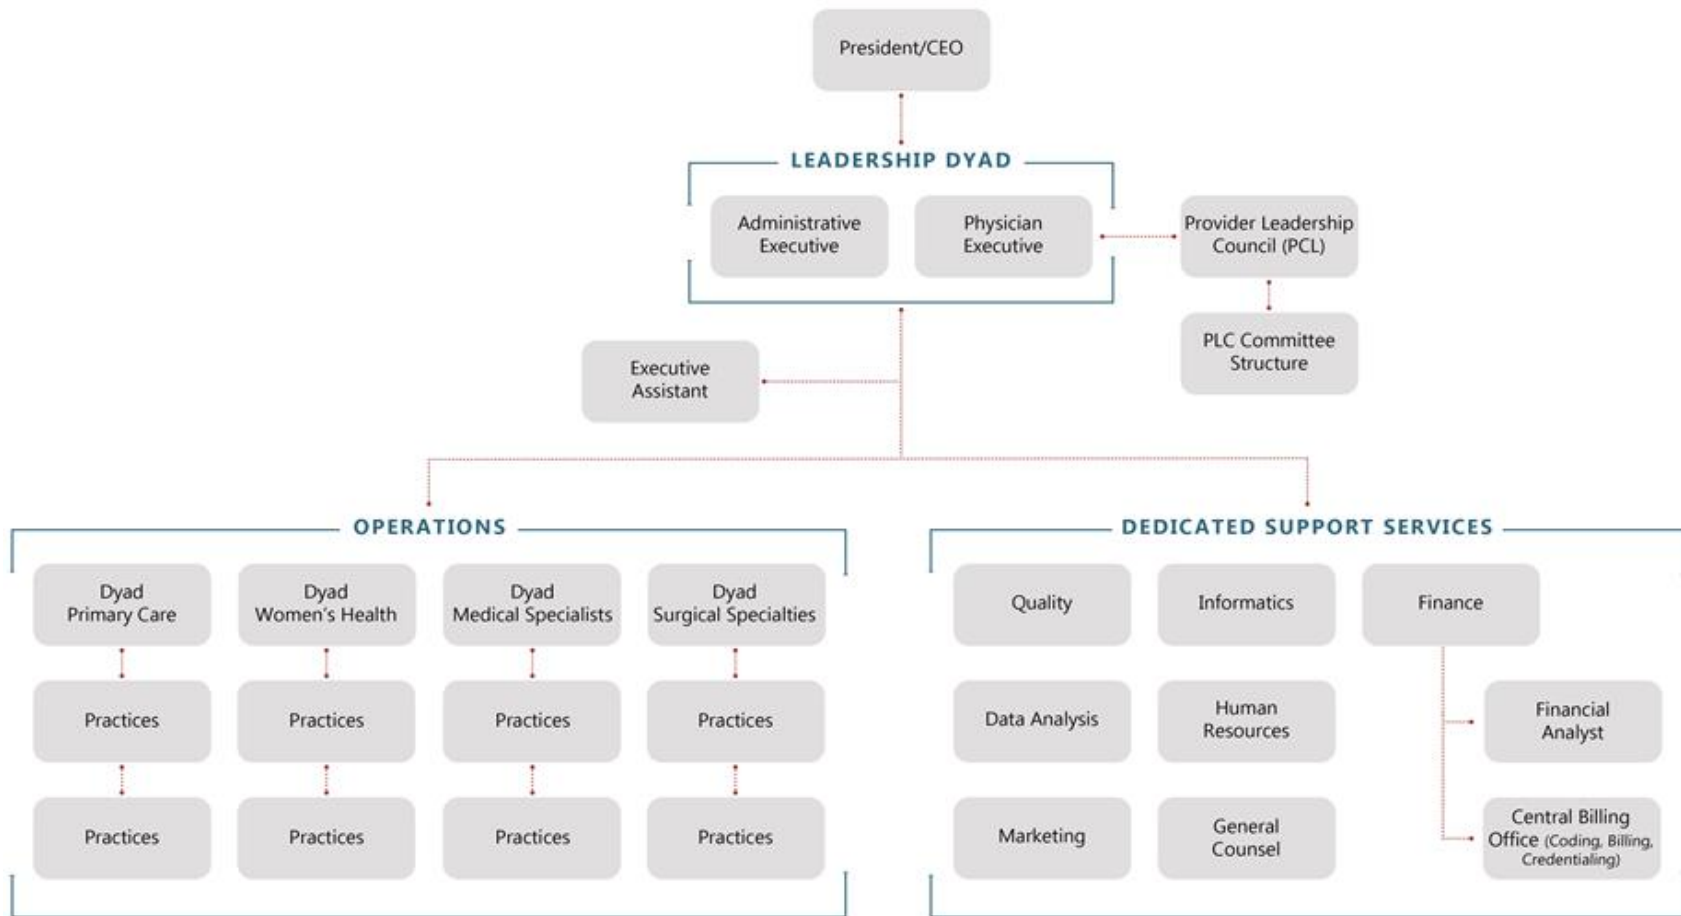 President/CEO
LEADERSHIP DYAD
Administrative
Executive
Physician
Executive
Provider Leadership
Council (PCL)
PLC Committee
Structure
Executive
Assistant
OPERATIONS
Dyad
Primary Care
Dyad
Women's Health
Dyad
Medical Specialists
Dyad
Surgical Specialties
Practices
Practices
Practices
Practices
Practices
Practices
Practices
Practices
DEDICATED SUPPORT SERVICES
Quality
Informatics
Finance
Data Analysis
Human
Resources
Financial
Analyst
Marketing
General
Counsel
Central Billing
Office (Coding, Billing,
Credentialing)